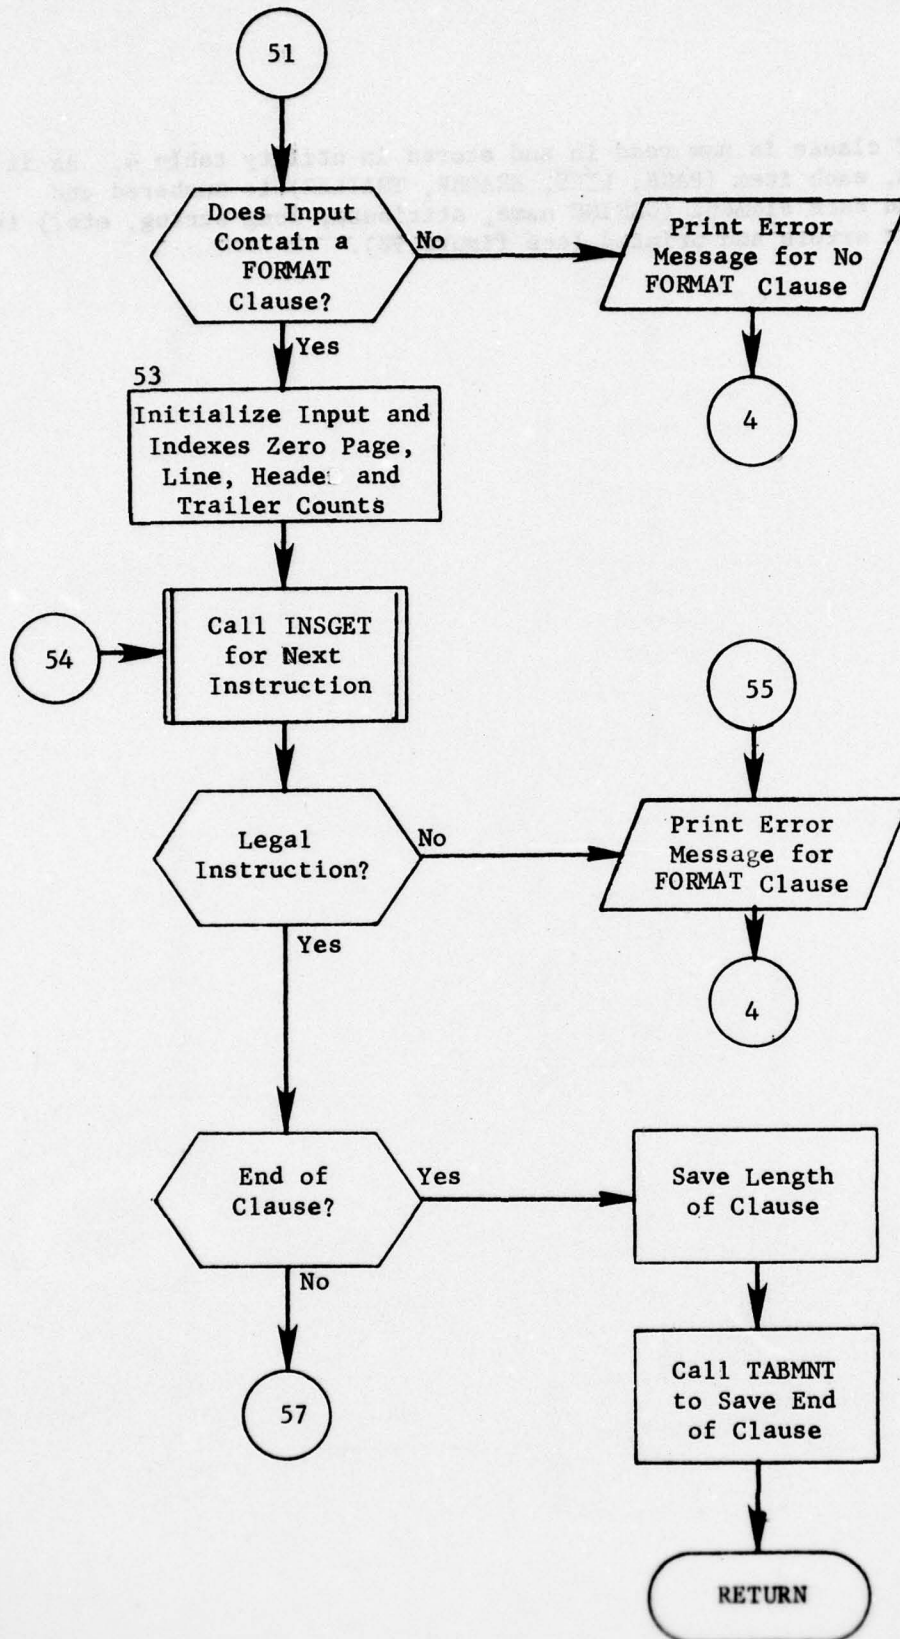 51
Does Input
Contain a
FORMAT
Clause?
No
Print Error
Message for No
FORMAT Clause
4
Yes
53
Initialize Input and
Indexes Zero Page,
Line, Header and
Trailer Counts
54
Call INSGET
for Next
Instruction
55
Legal
Instruction?
No
Print Error
Message for
FORMAT Clause
4
Yes
End of
Clause?
Yes
Save Length
of Clause
No
57
Call TABMNT
to Save End
of Clause
RETURN